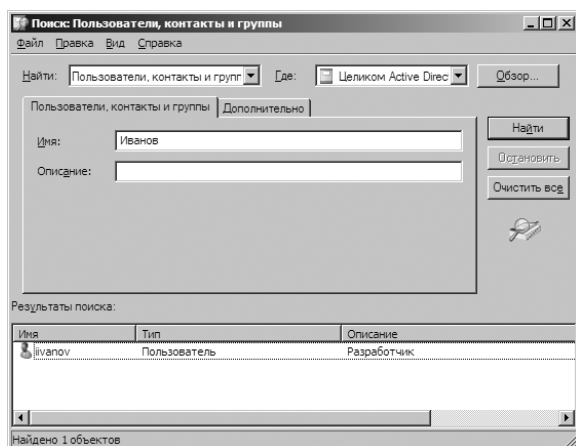 Поиск: Пользователи, контакты и группы
Файл Правка Вид Справка
Найти: Пользователи, контакты и групп Где: Целиком Active Direc Обзор...
Пользователи, контакты и группы Дополнительно
Имя: Иванов
Описание:
Найти
Остановить
Очистить все
Результаты поиска:
Имя Тип Описание
iivanov Пользователь Разработчик
Найдено 1 объектов